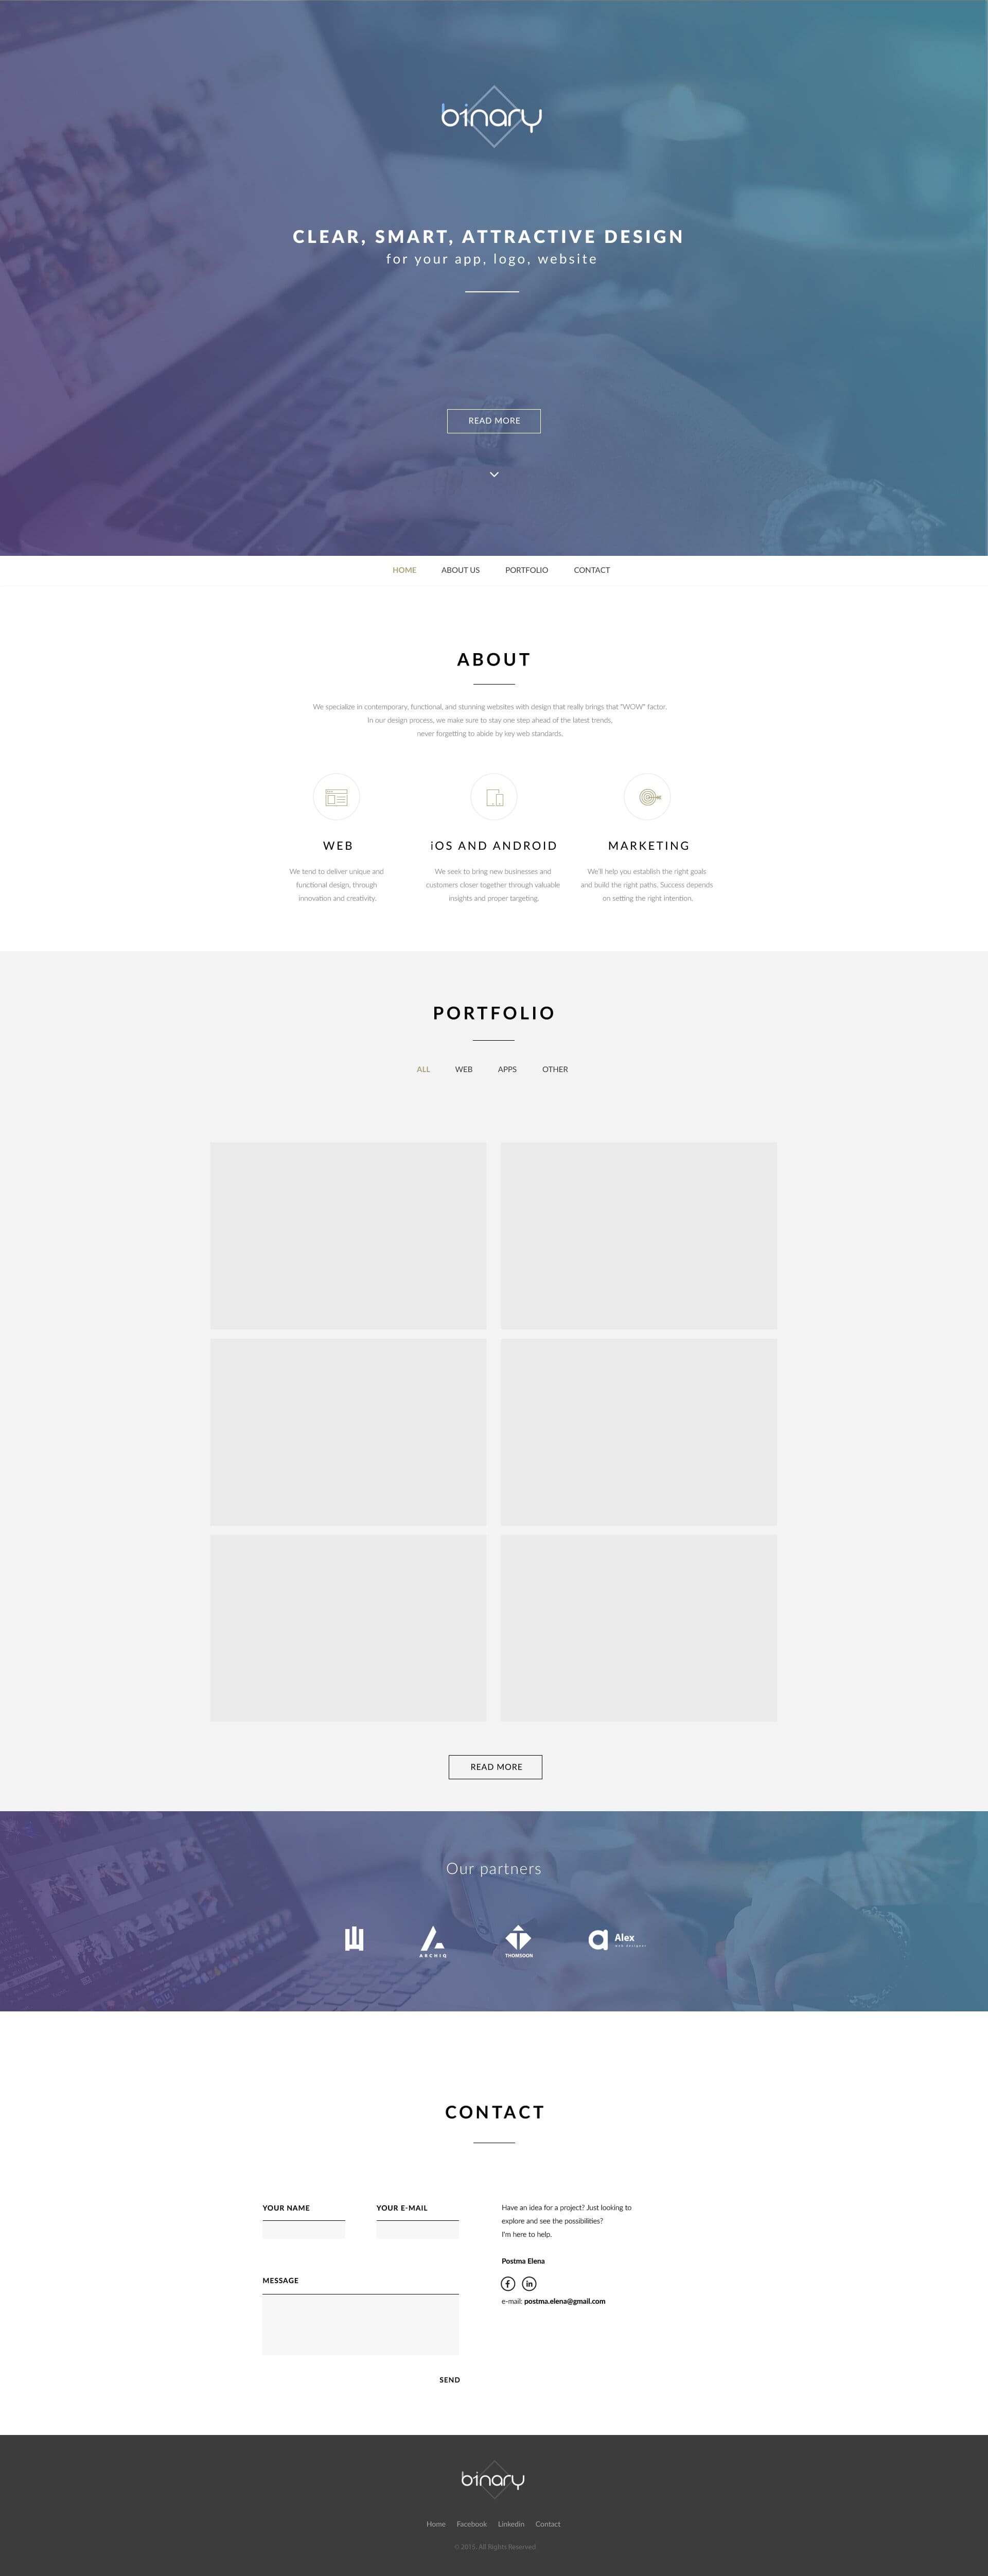 b1nary
CLEAR, SMART, ATTRACTIVE DESIGN
for your app, logo, website
READ MORE
HOME ABOUT US PORTFOLIO CONTACT
ABOUT
We specialize in contemporary, functional, and stunning websites with design that really brings that "WOW" factor.
In our design process, we make sure to stay one step ahead of the latest trends,
never forgetting to abide by key web standards.
WEB
We tend to deliver unique and
functional design, through
innovation and creativity.
iOS AND ANDROID
We seek to bring new businesses and
customers closer together through valuable
insights and proper targeting.
MARKETING
We'll help you establish the right goals
and build the right paths. Success depends
on setting the right intention.
PORTFOLIO
ALL WEB APPS OTHER
READ MORE
Our partners
ARCHIQ
THOMSOON
Alex
web designer
CONTACT
YOUR NAME
YOUR E-MAIL
MESSAGE
SEND
Have an idea for a project? Just looking to
explore and see the possibilities?
I'm here to help.
Postma Elena
e-mail: postma.elena@gmail.com
b1nary
Home Facebook Linkedin Contact
© 2015. All Rights Reserved